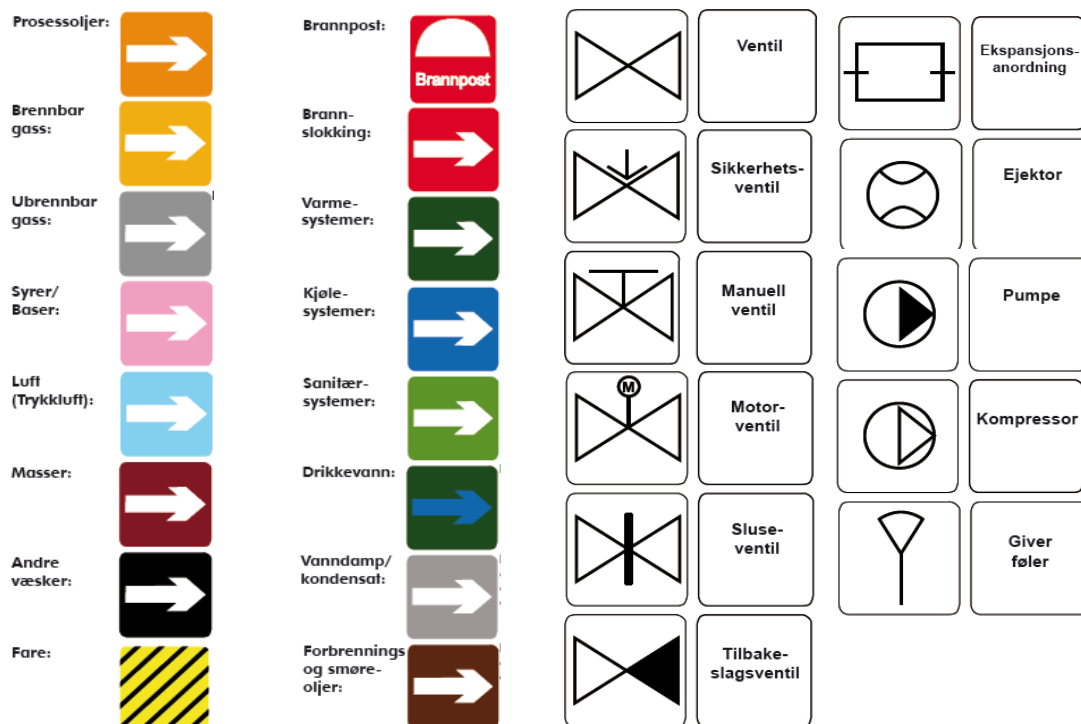 Prosessoljer:
Brennbar
gass:
Ubrennbar
gass:
Syrer/
Baser:
Luft
(Trykkluft):
Masser:
Andre
væsker:
Fare:
Brannpost:
Brannpost
Brann-
slokking:
Varme-
systemer:
Kjøle-
systemer:
Sanitær-
systemer:
Drikkevann:
Vanndamp/
kondensat:
Forbrennings
og smøre-
oljer:
Ventil
Sikkerhets-
ventil
Manuell
ventil
M
Motor-
ventil
Sluse-
ventil
Tilbake-
slagsventil
Ekspansjons-
anordning
Ejektor
Pumpe
Kompressor
Giver
føler